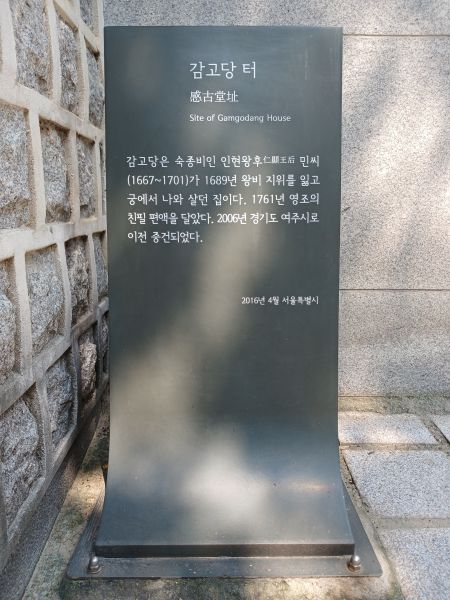 감고당 터
感古堂址
Site of Gamgodang House
감고당은 숙종비인 인현왕후仁顯王后 민씨
(1667~1701)가 1689년 왕비 지위를 잃고
궁에서 나와 살던 집이다. 1761년 영조의
친필 편액을 달았다. 2006년 경기도 여주시로
이전 중건되었다.
2016년 4월 서울특별시